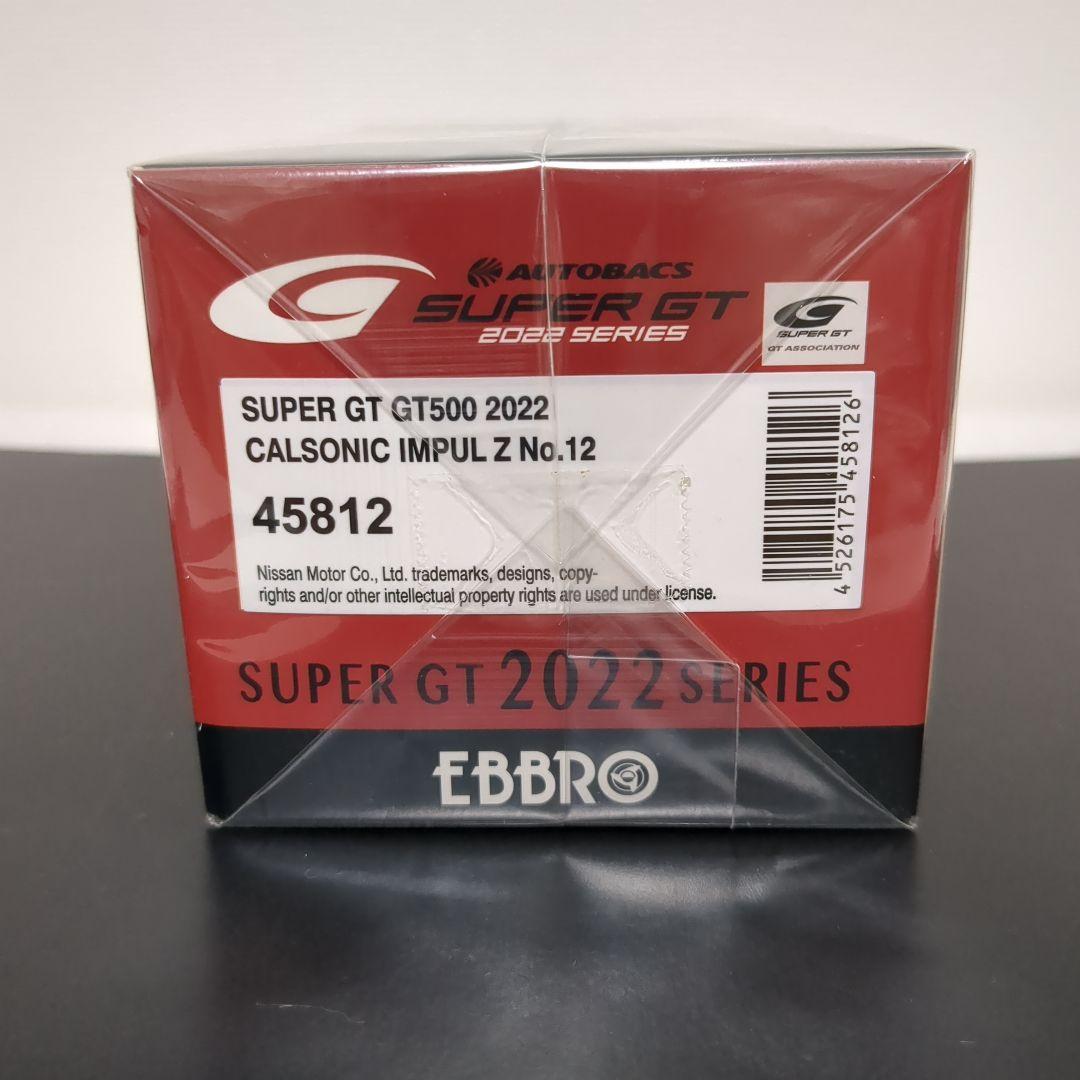 AUTOBACS
SUPER GT
2022 SERIES
SUPER GT
GT ASSOCIATION
SUPER GT GT500 2022
CALSONIC IMPUL Z No.12
45812
Nissan Motor Co., Ltd. trademarks, designs, copy-
rights and/or other intellectual property rights are used under license.
4 526175 458126
SUPER GT 2022 SERIES
EBBRO